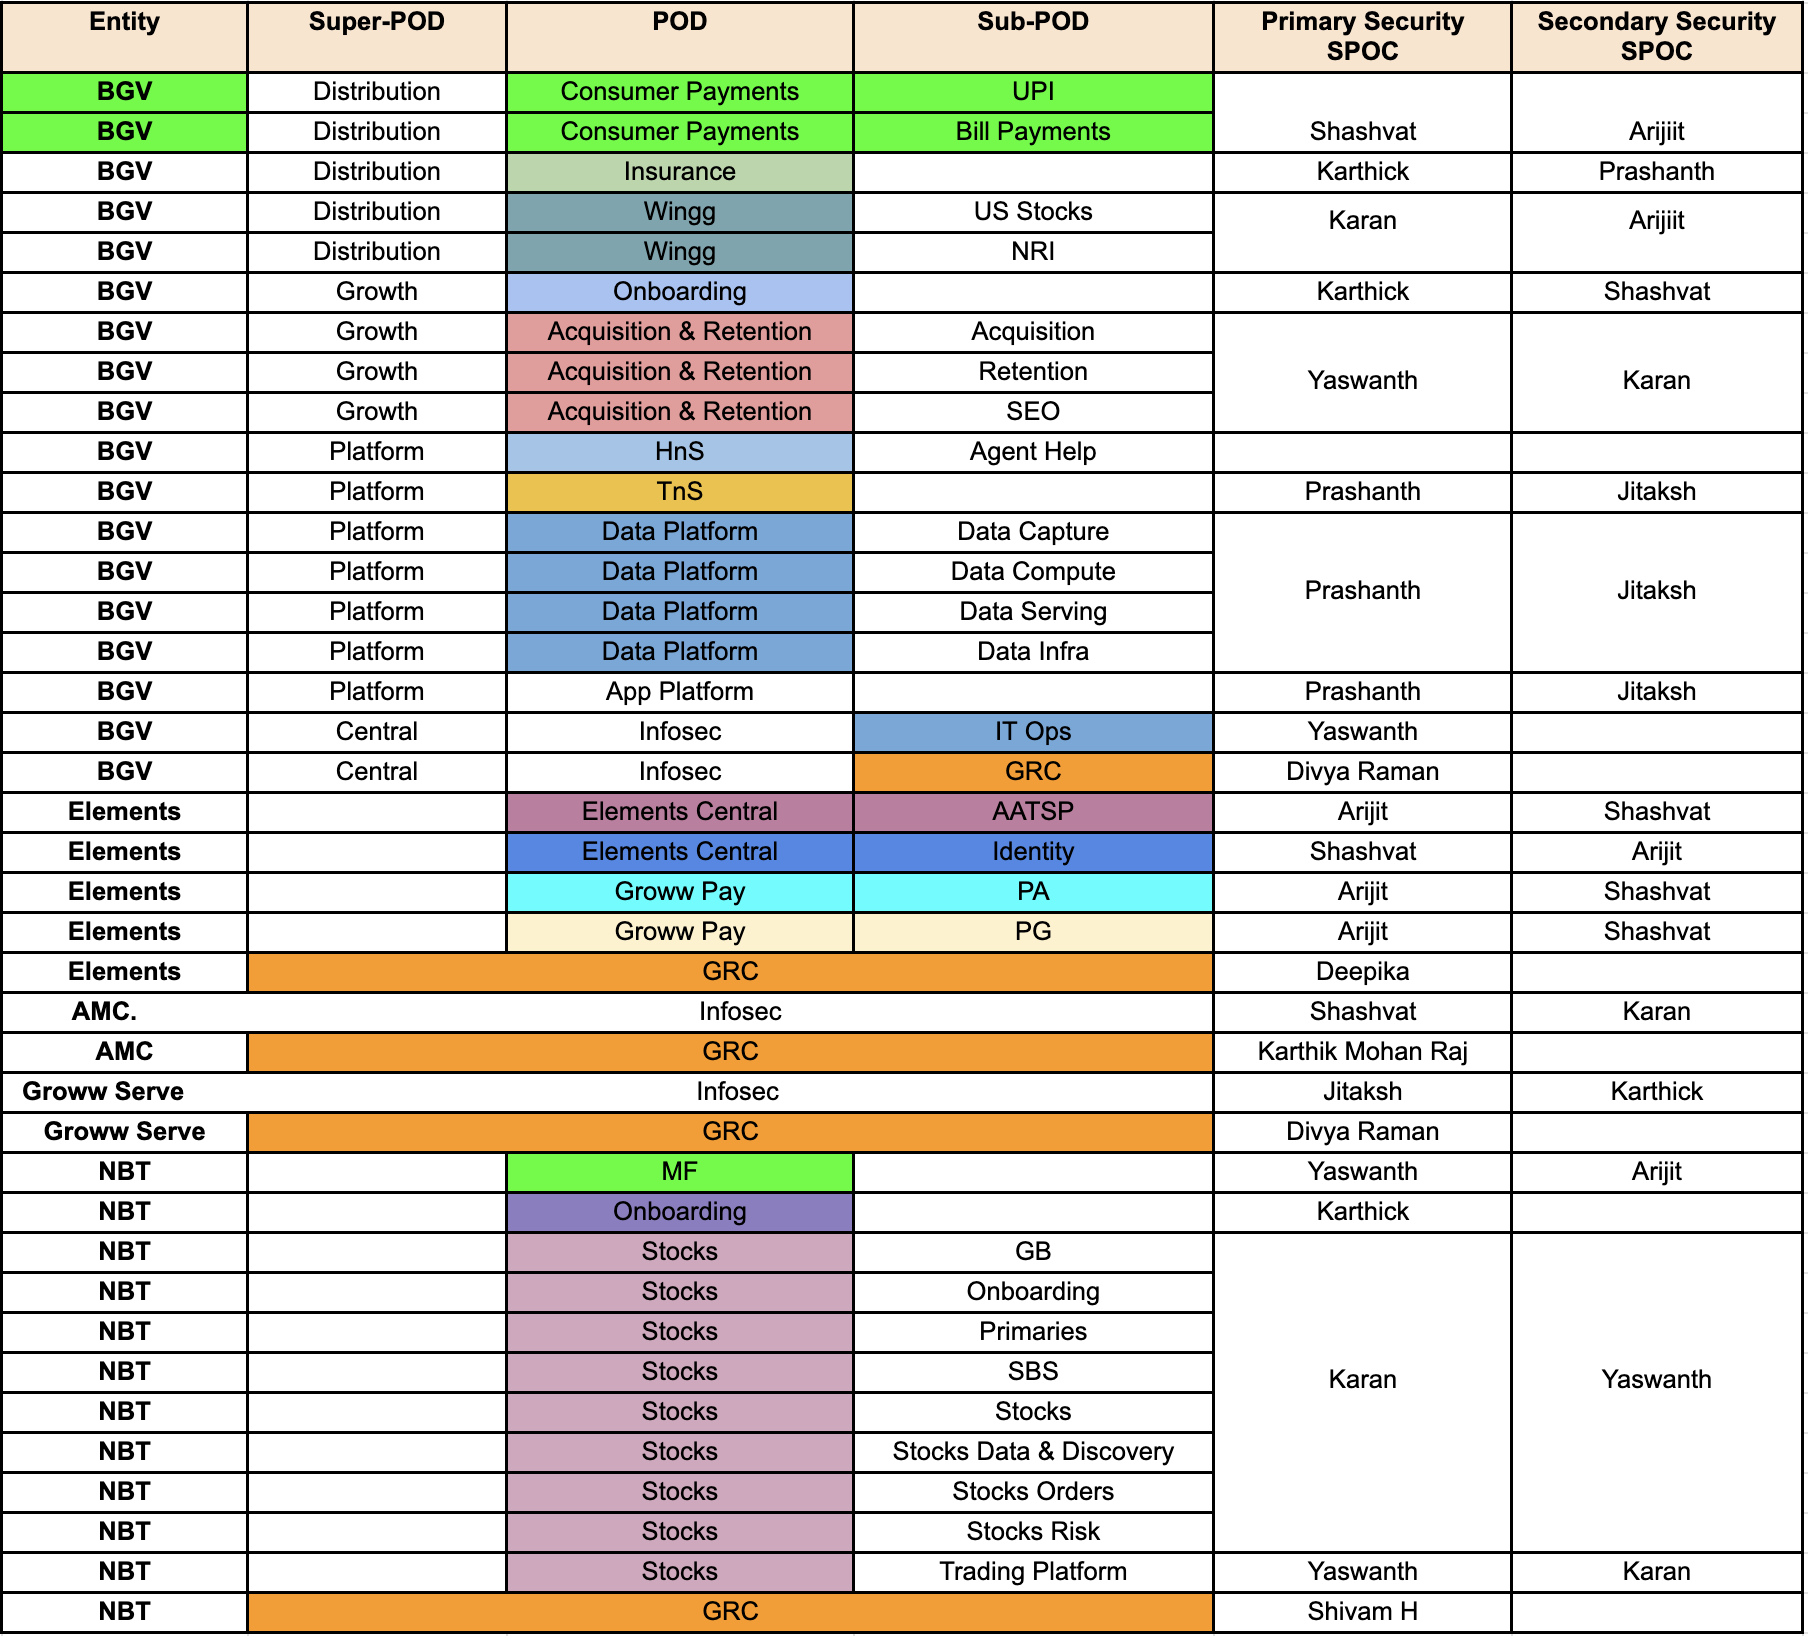 Entity Super-POD POD Sub-POD Primary Security SPOC Secondary Security SPOC
BGV Distribution Consumer Payments UPI
BGV Distribution Consumer Payments Bill Payments Shashvat Arijiit
BGV Distribution Insurance Karthick Prashanth
BGV Distribution Wingg US Stocks Karan Arijiit
BGV Distribution Wingg NRI
BGV Growth Onboarding Karthick Shashvat
BGV Growth Acquisition & Retention Acquisition
BGV Growth Acquisition & Retention Retention Yaswanth Karan
BGV Growth Acquisition & Retention SEO
BGV Platform HnS Agent Help
BGV Platform TnS Prashanth Jitaksh
BGV Platform Data Platform Data Capture
BGV Platform Data Platform Data Compute Prashanth Jitaksh
BGV Platform Data Platform Data Serving
BGV Platform Data Platform Data Infra
BGV Platform App Platform Prashanth Jitaksh
BGV Central Infosec IT Ops Yaswanth
BGV Central Infosec GRC Divya Raman
Elements Elements Central AATSP Arijit Shashvat
Elements Elements Central Identity Shashvat Arijit
Elements Groww Pay PA Arijit Shashvat
Elements Groww Pay PG Arijit Shashvat
Elements GRC Deepika
AMC. Infosec Shashvat Karan
AMC GRC Karthik Mohan Raj
Groww Serve Infosec Jitaksh Karthick
Groww Serve GRC Divya Raman
NBT MF Yaswanth Arijit
NBT Onboarding Karthick
NBT Stocks GB
NBT Stocks Onboarding
NBT Stocks Primaries
NBT Stocks SBS Karan Yaswanth
NBT Stocks Stocks
NBT Stocks Stocks Data & Discovery
NBT Stocks Stocks Orders
NBT Stocks Stocks Risk
NBT Stocks Trading Platform Yaswanth Karan
NBT GRC Shivam H